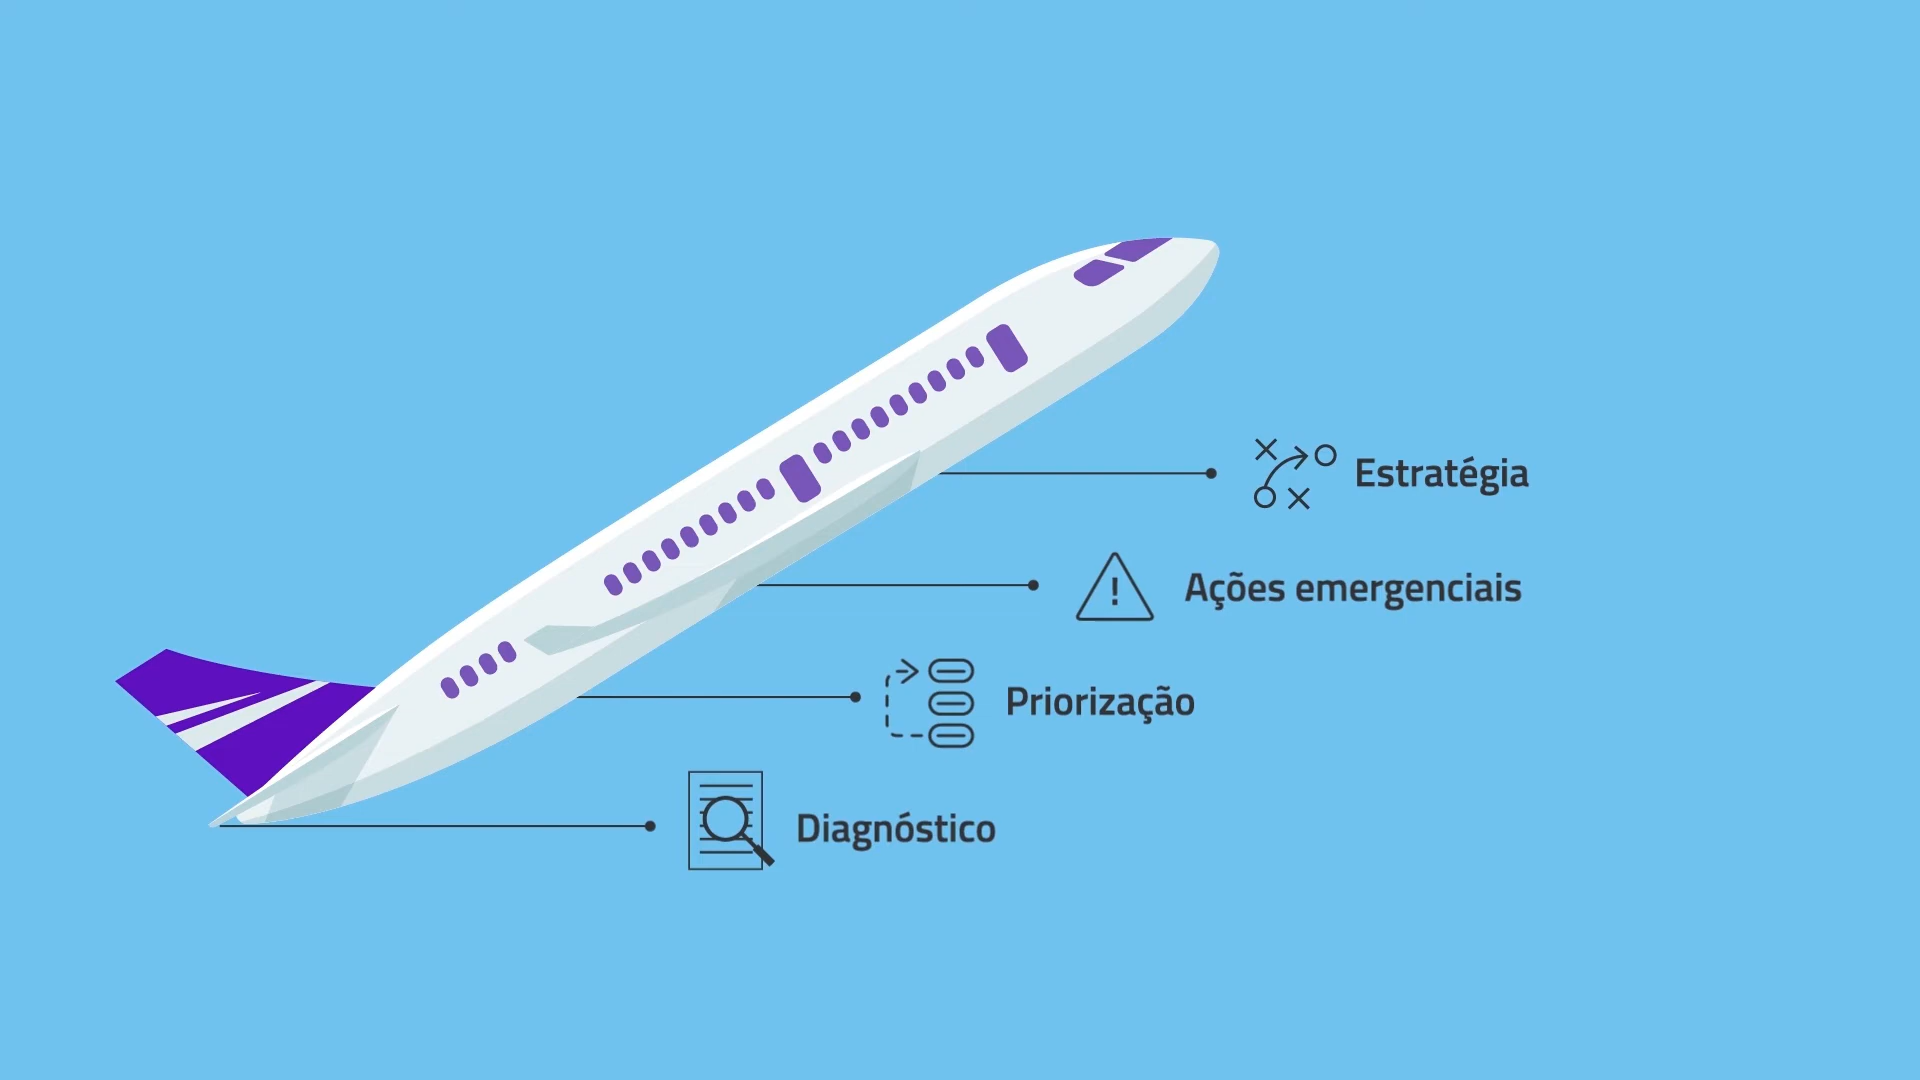 Estratégia
Ações emergenciais
Priorização
Diagnóstico